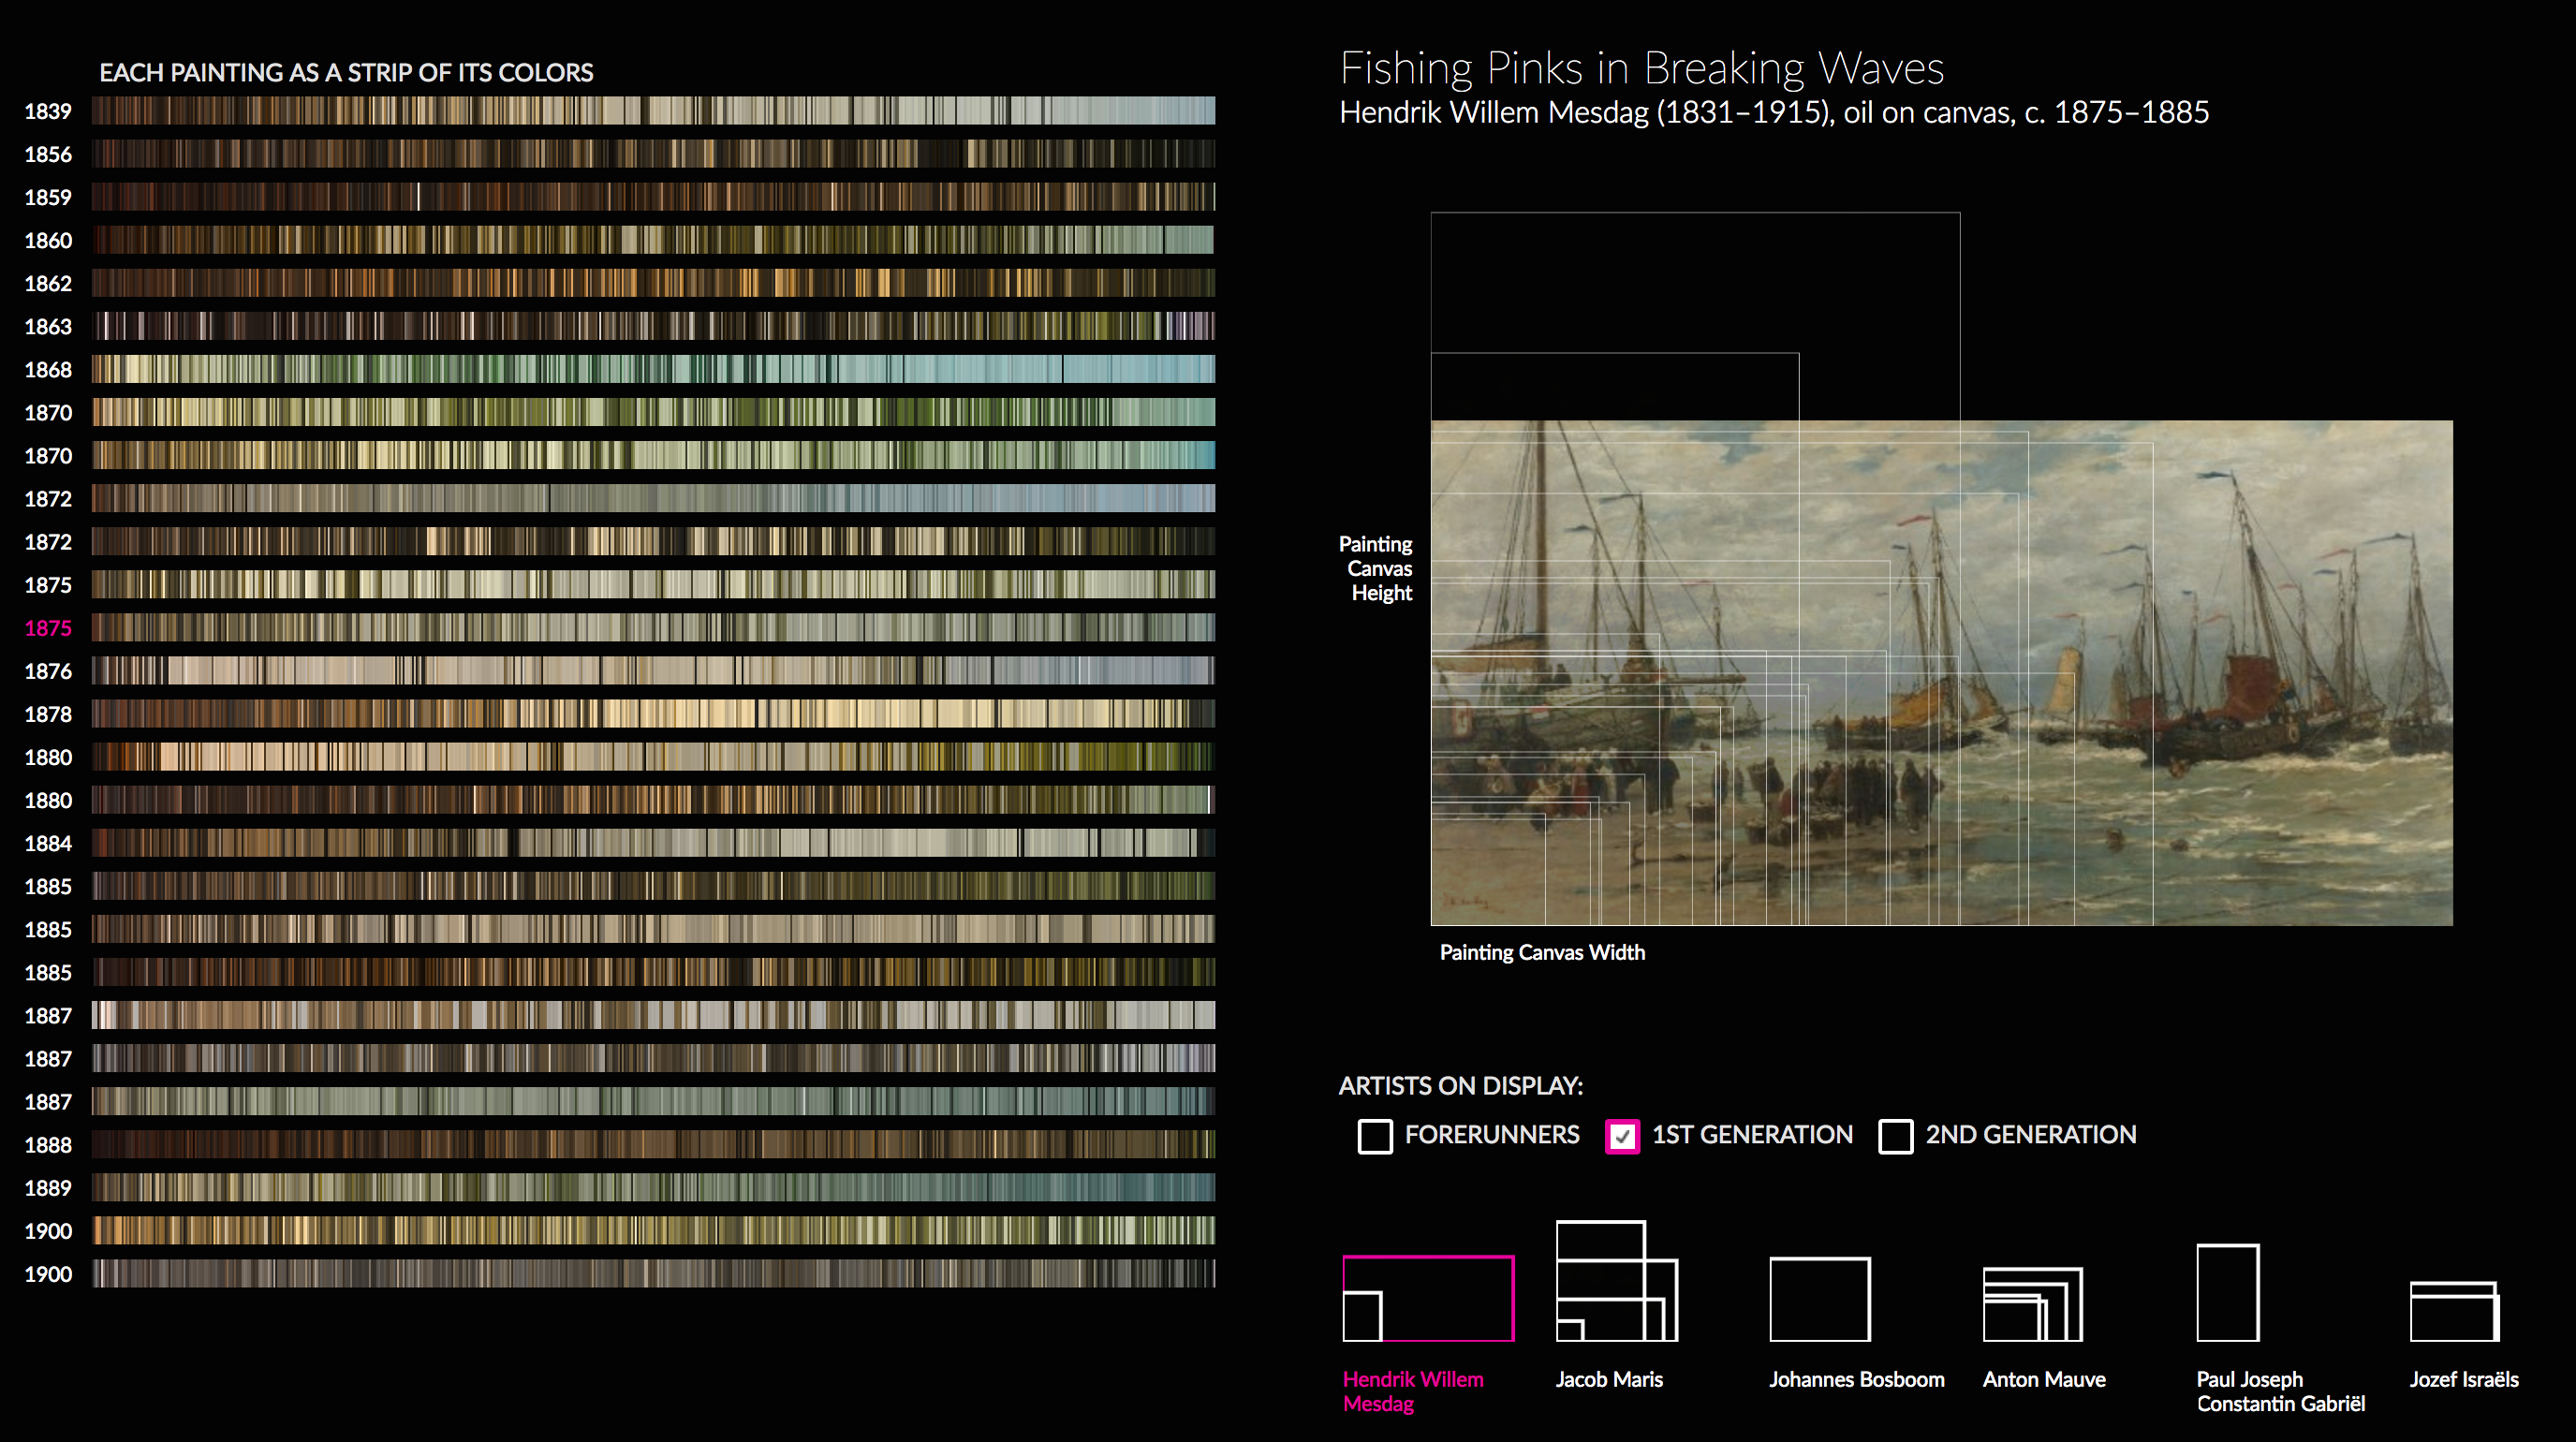 EACH PAINTING AS A STRIP OF ITS COLORS
1839
1856
1859
1860
1862
1863
1868
1870
1870
1872
1872
1875
1875
1876
1878
1880
1880
1884
1885
1885
1885
1887
1887
1887
1888
1889
1900
1900
Fishing Pinks in Breaking Waves
Hendrik Willem Mesdag (1831–1915), oil on canvas, c. 1875–1885
Painting
Canvas
Height
Painting Canvas Width
ARTISTS ON DISPLAY:
FORERUNNERS
1ST GENERATION
2ND GENERATION
Hendrik Willem
Mesdag
Jacob Maris
Johannes Bosboom
Anton Mauve
Paul Joseph
Constantin Gabriël
Jozef Israëls